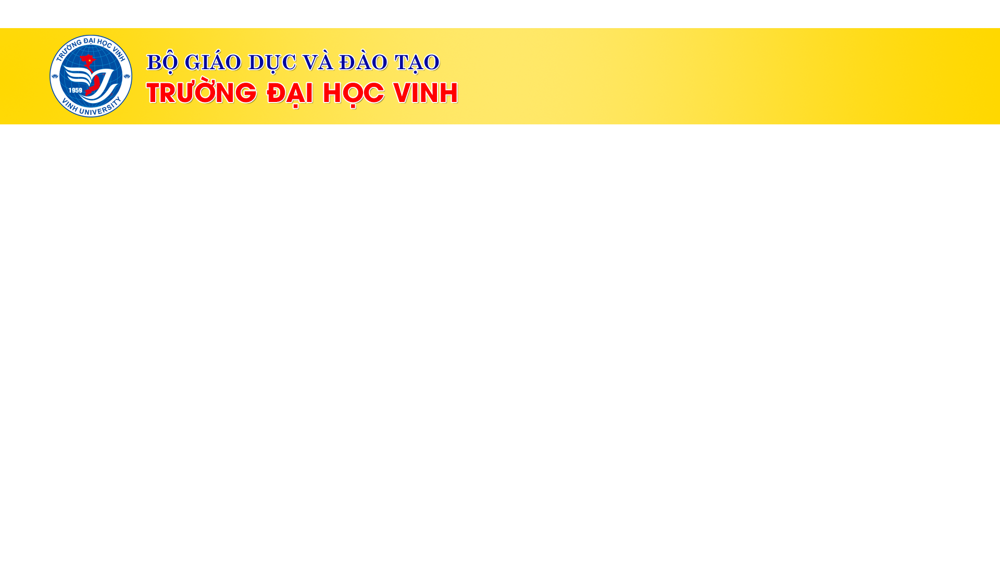 TRƯỜNG ĐẠI HỌC VINH
1959
VINH UNIVERSITY
BỘ GIÁO DỤC VÀ ĐÀO TẠO
TRƯỜNG ĐẠI HỌC VINH